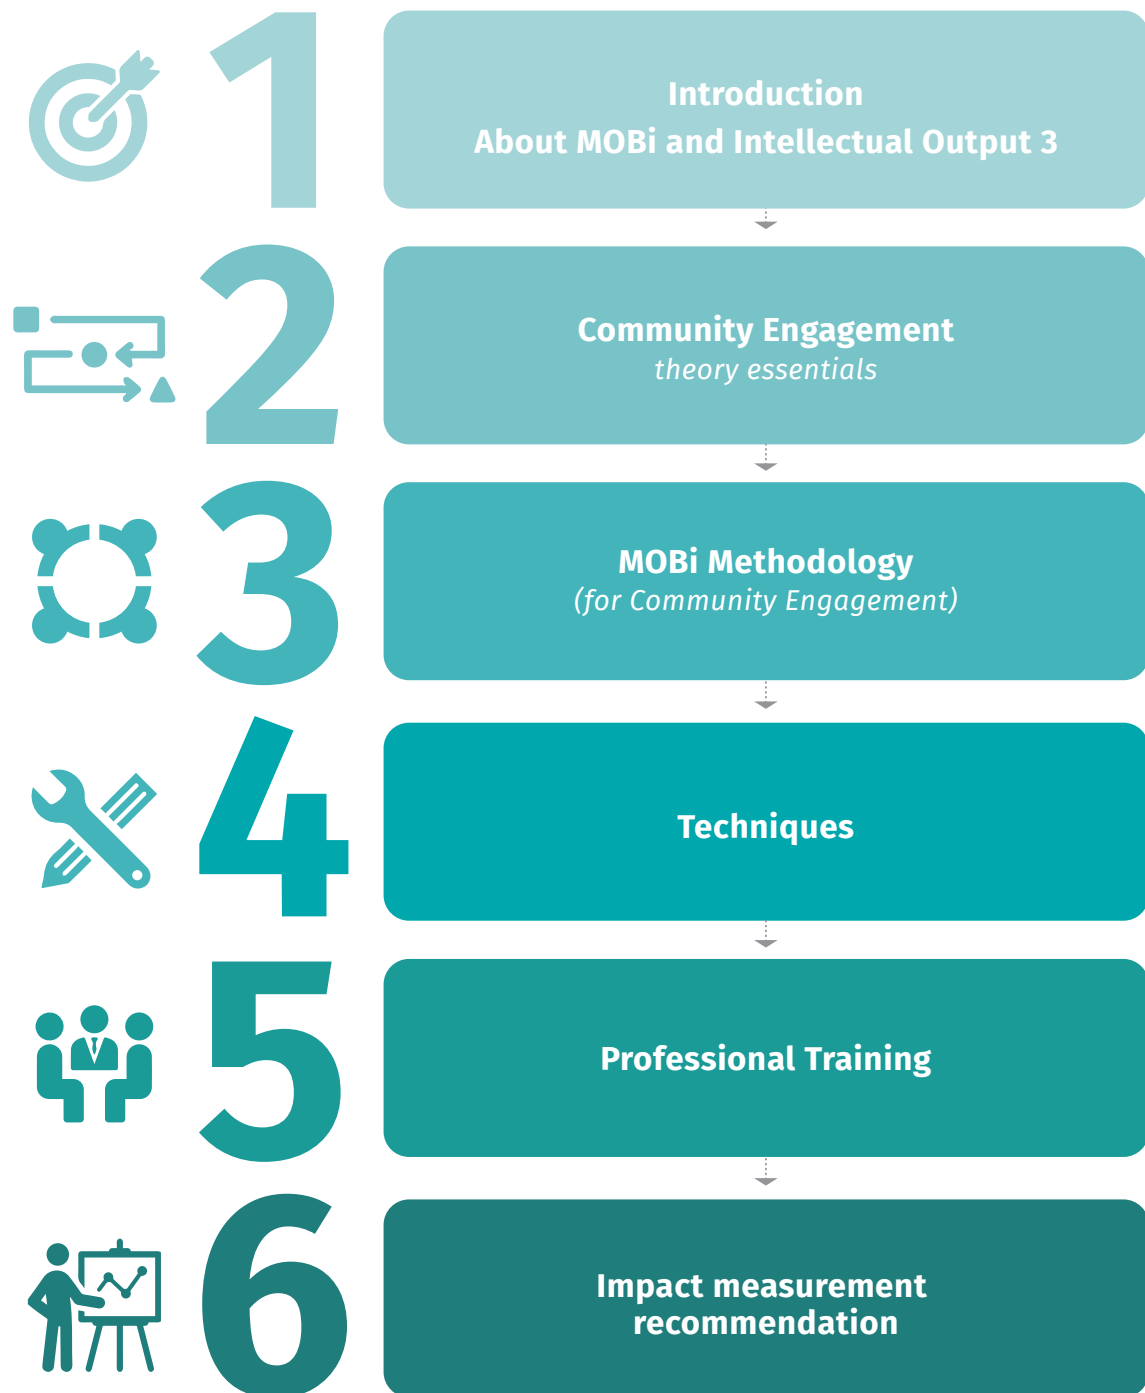 1
Introduction
About MOBi and Intellectual Output 3
2
Community Engagement
theory essentials
3
MOBi Methodology
(for Community Engagement)
4
Techniques
5
Professional Training
6
Impact measurement
recommendation